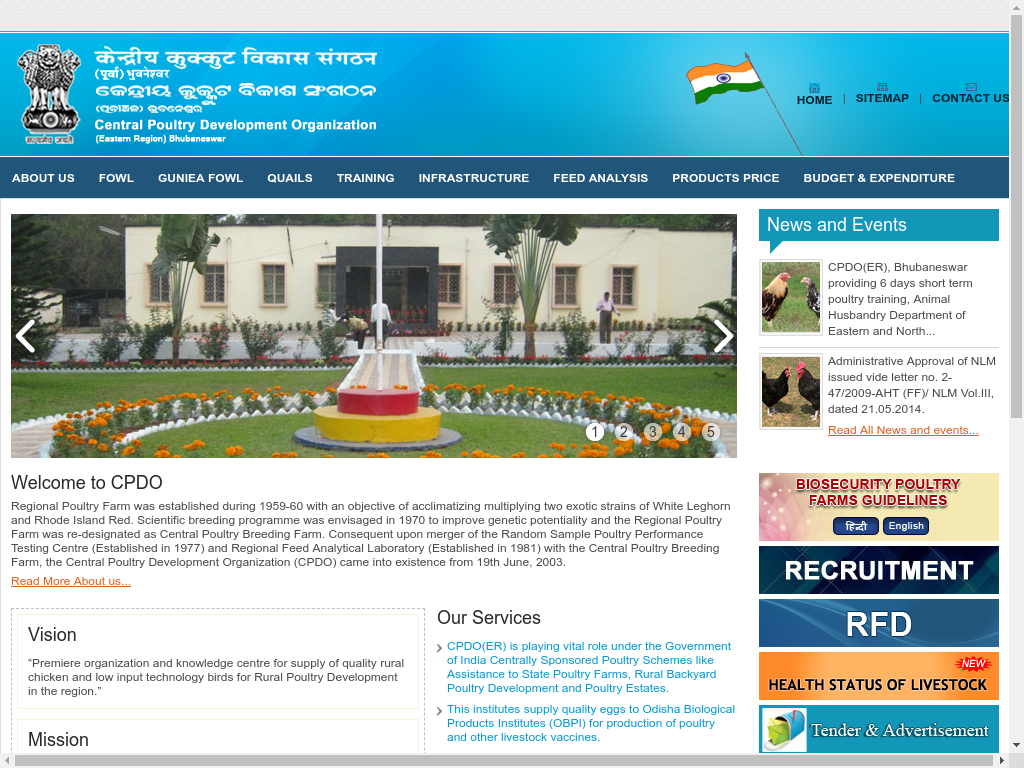 केन्द्रीय कुक्कुट विकास संगठन
(पूर्वी) भुवनेश्वर
କେନ୍ଦ୍ରୀୟ କୁକୁଟ ବିକାଶ ସଂଗଠନ
(ପୂର୍ବାଞ୍ଚଳ) ଭୁବନେଶ୍ୱର
Central Poultry Development Organization
(Eastern Region) Bhubaneswar
HOME | SITEMAP | CONTACT US
ABOUT US FOWL GUNIEA FOWL QUAILS TRAINING INFRASTRUCTURE FEED ANALYSIS PRODUCTS PRICE BUDGET & EXPENDITURE
1 2 3 4 5
Welcome to CPDO
Regional Poultry Farm was established during 1959-60 with an objective of acclimatizing multiplying two exotic strains of White Leghorn
and Rhode Island Red. Scientific breeding programme was envisaged in 1970 to improve genetic potentiality and the Regional Poultry
Farm was re-designated as Central Poultry Breeding Farm. Consequent upon merger of the Random Sample Poultry Performance
Testing Centre (Established in 1977) and Regional Feed Analytical Laboratory (Established in 1981) with the Central Poultry Breeding
Farm, the Central Poultry Development Organization (CPDO) came into existence from 19th June, 2003.
Read More About us...
Vision
“Premiere organization and knowledge centre for supply of quality rural
chicken and low input technology birds for Rural Poultry Development
in the region.”
Mission
Our Services
CPDO(ER) is playing vital role under the Government
of India Centrally Sponsored Poultry Schemes like
Assistance to State Poultry Farms, Rural Backyard
Poultry Development and Poultry Estates.
This institutes supply quality eggs to Odisha Biological
Products Institutes (OBPI) for production of poultry
and other livestock vaccines.
News and Events
CPDO(ER), Bhubaneswar
providing 6 days short term
poultry training, Animal
Husbandry Department of
Eastern and North...
Administrative Approval of NLM
issued vide letter no. 2-
47/2009-AHT (FF)/ NLM Vol.III,
dated 21.05.2014.
Read All News and events...
BIOSECURITY POULTRY
FARMS GUIDELINES
हिन्दी English
RECRUITMENT
RFD
NEW
HEALTH STATUS OF LIVESTOCK
Tender & Advertisement